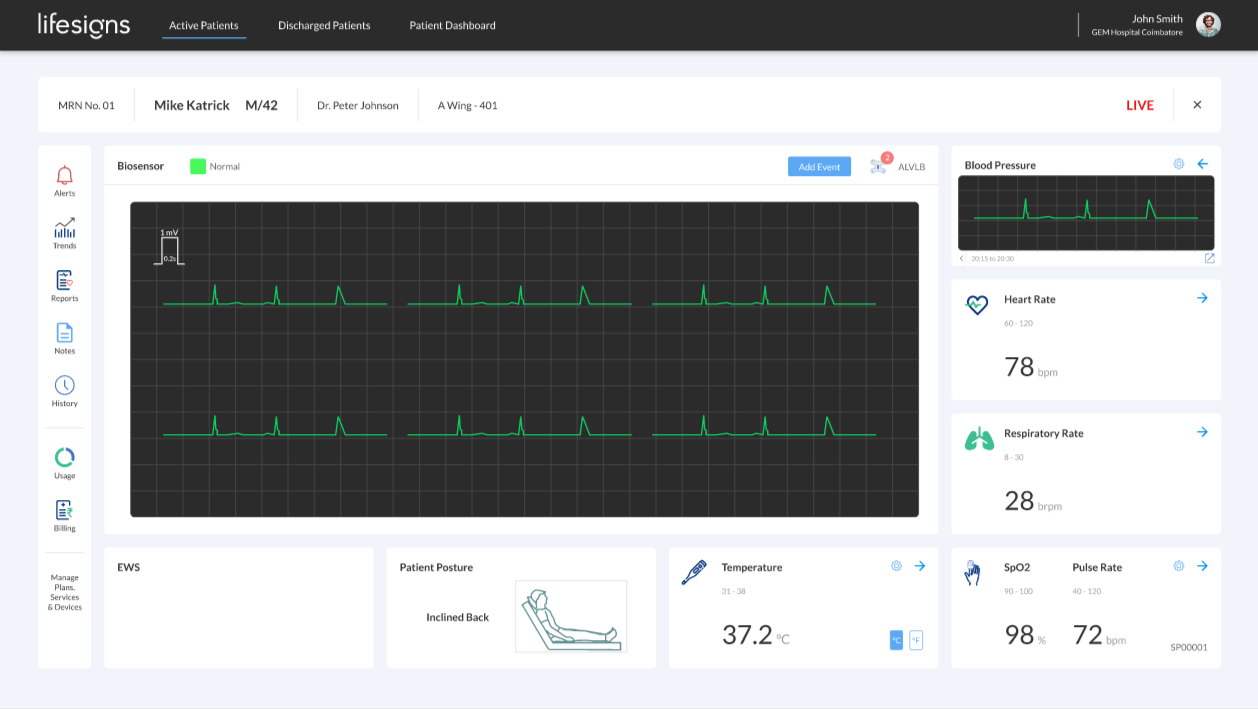 lifesigns
Active Patients
Discharged Patients
Patient Dashboard
John Smith
GEM Hospital Coimbatore
MRN No. 01
Mike Katrick M/42
Dr. Peter Johnson
A Wing - 401
LIVE
Alerts
Trends
Reports
Notes
History
Usage
Billing
Manage
Plans,
Services
& Devices
Biosensor
Normal
Add Event
2
ALVLB
1 mV
0.2s
Blood Pressure
20:15 to 20:30
Heart Rate
60 - 120
78 bpm
Respiratory Rate
8 - 30
28 brpm
EWS
Patient Posture
Inclined Back
Temperature
31 - 38
37.2 °C
°C
°F
SpO2
90 - 100
98 %
Pulse Rate
40 - 120
72 bpm
SP00001